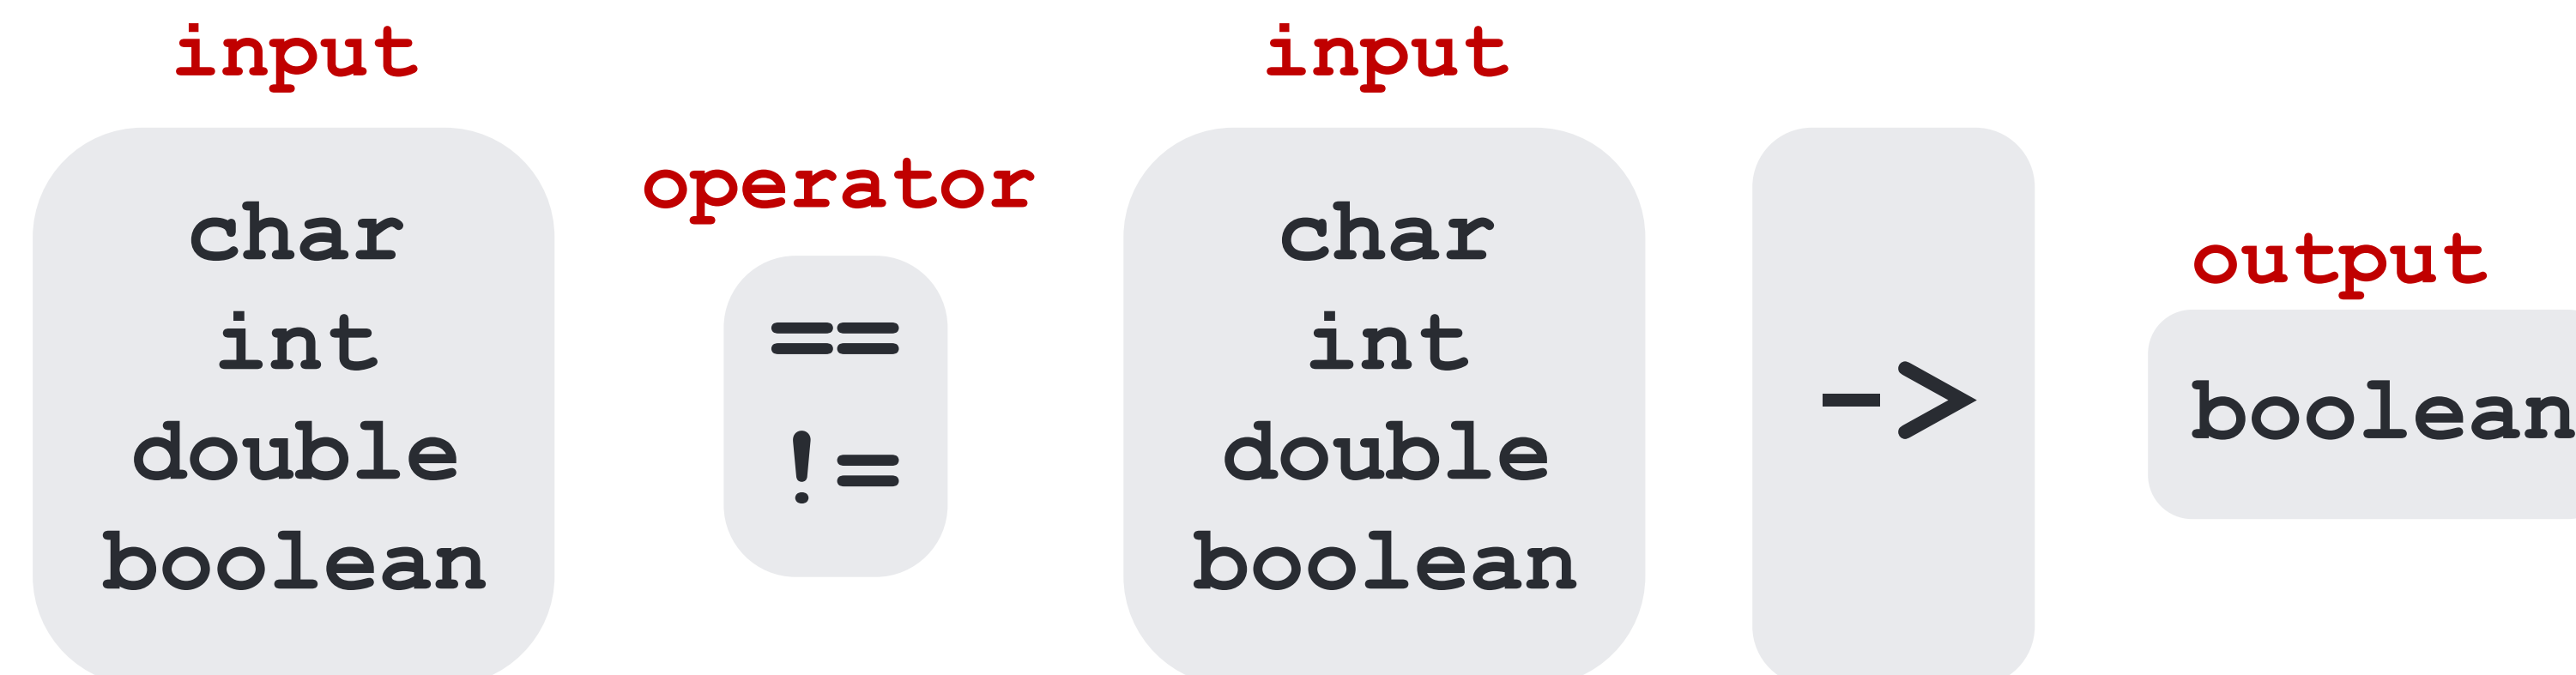 input
char
int
double
boolean
operator
==
!=
input
char
int
double
boolean
->
output
boolean